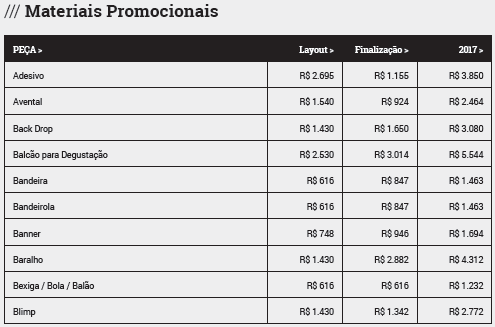 /// Materiais Promocionais
PEÇA > Layout > Finalização > 2017 >
Adesivo R$ 2.695 R$ 1.155 R$ 3.850
Avental R$ 1.540 R$ 924 R$ 2.464
Back Drop R$ 1.430 R$ 1.650 R$ 3.080
Balcão para Degustação R$ 2.530 R$ 3.014 R$ 5.544
Bandeira R$ 616 R$ 847 R$ 1.463
Bandeirola R$ 616 R$ 847 R$ 1.463
Banner R$ 748 R$ 946 R$ 1.694
Baralho R$ 1.430 R$ 2.882 R$ 4.312
Bexiga / Bola / Balão R$ 616 R$ 616 R$ 1.232
Blimp R$ 1.430 R$ 1.342 R$ 2.772